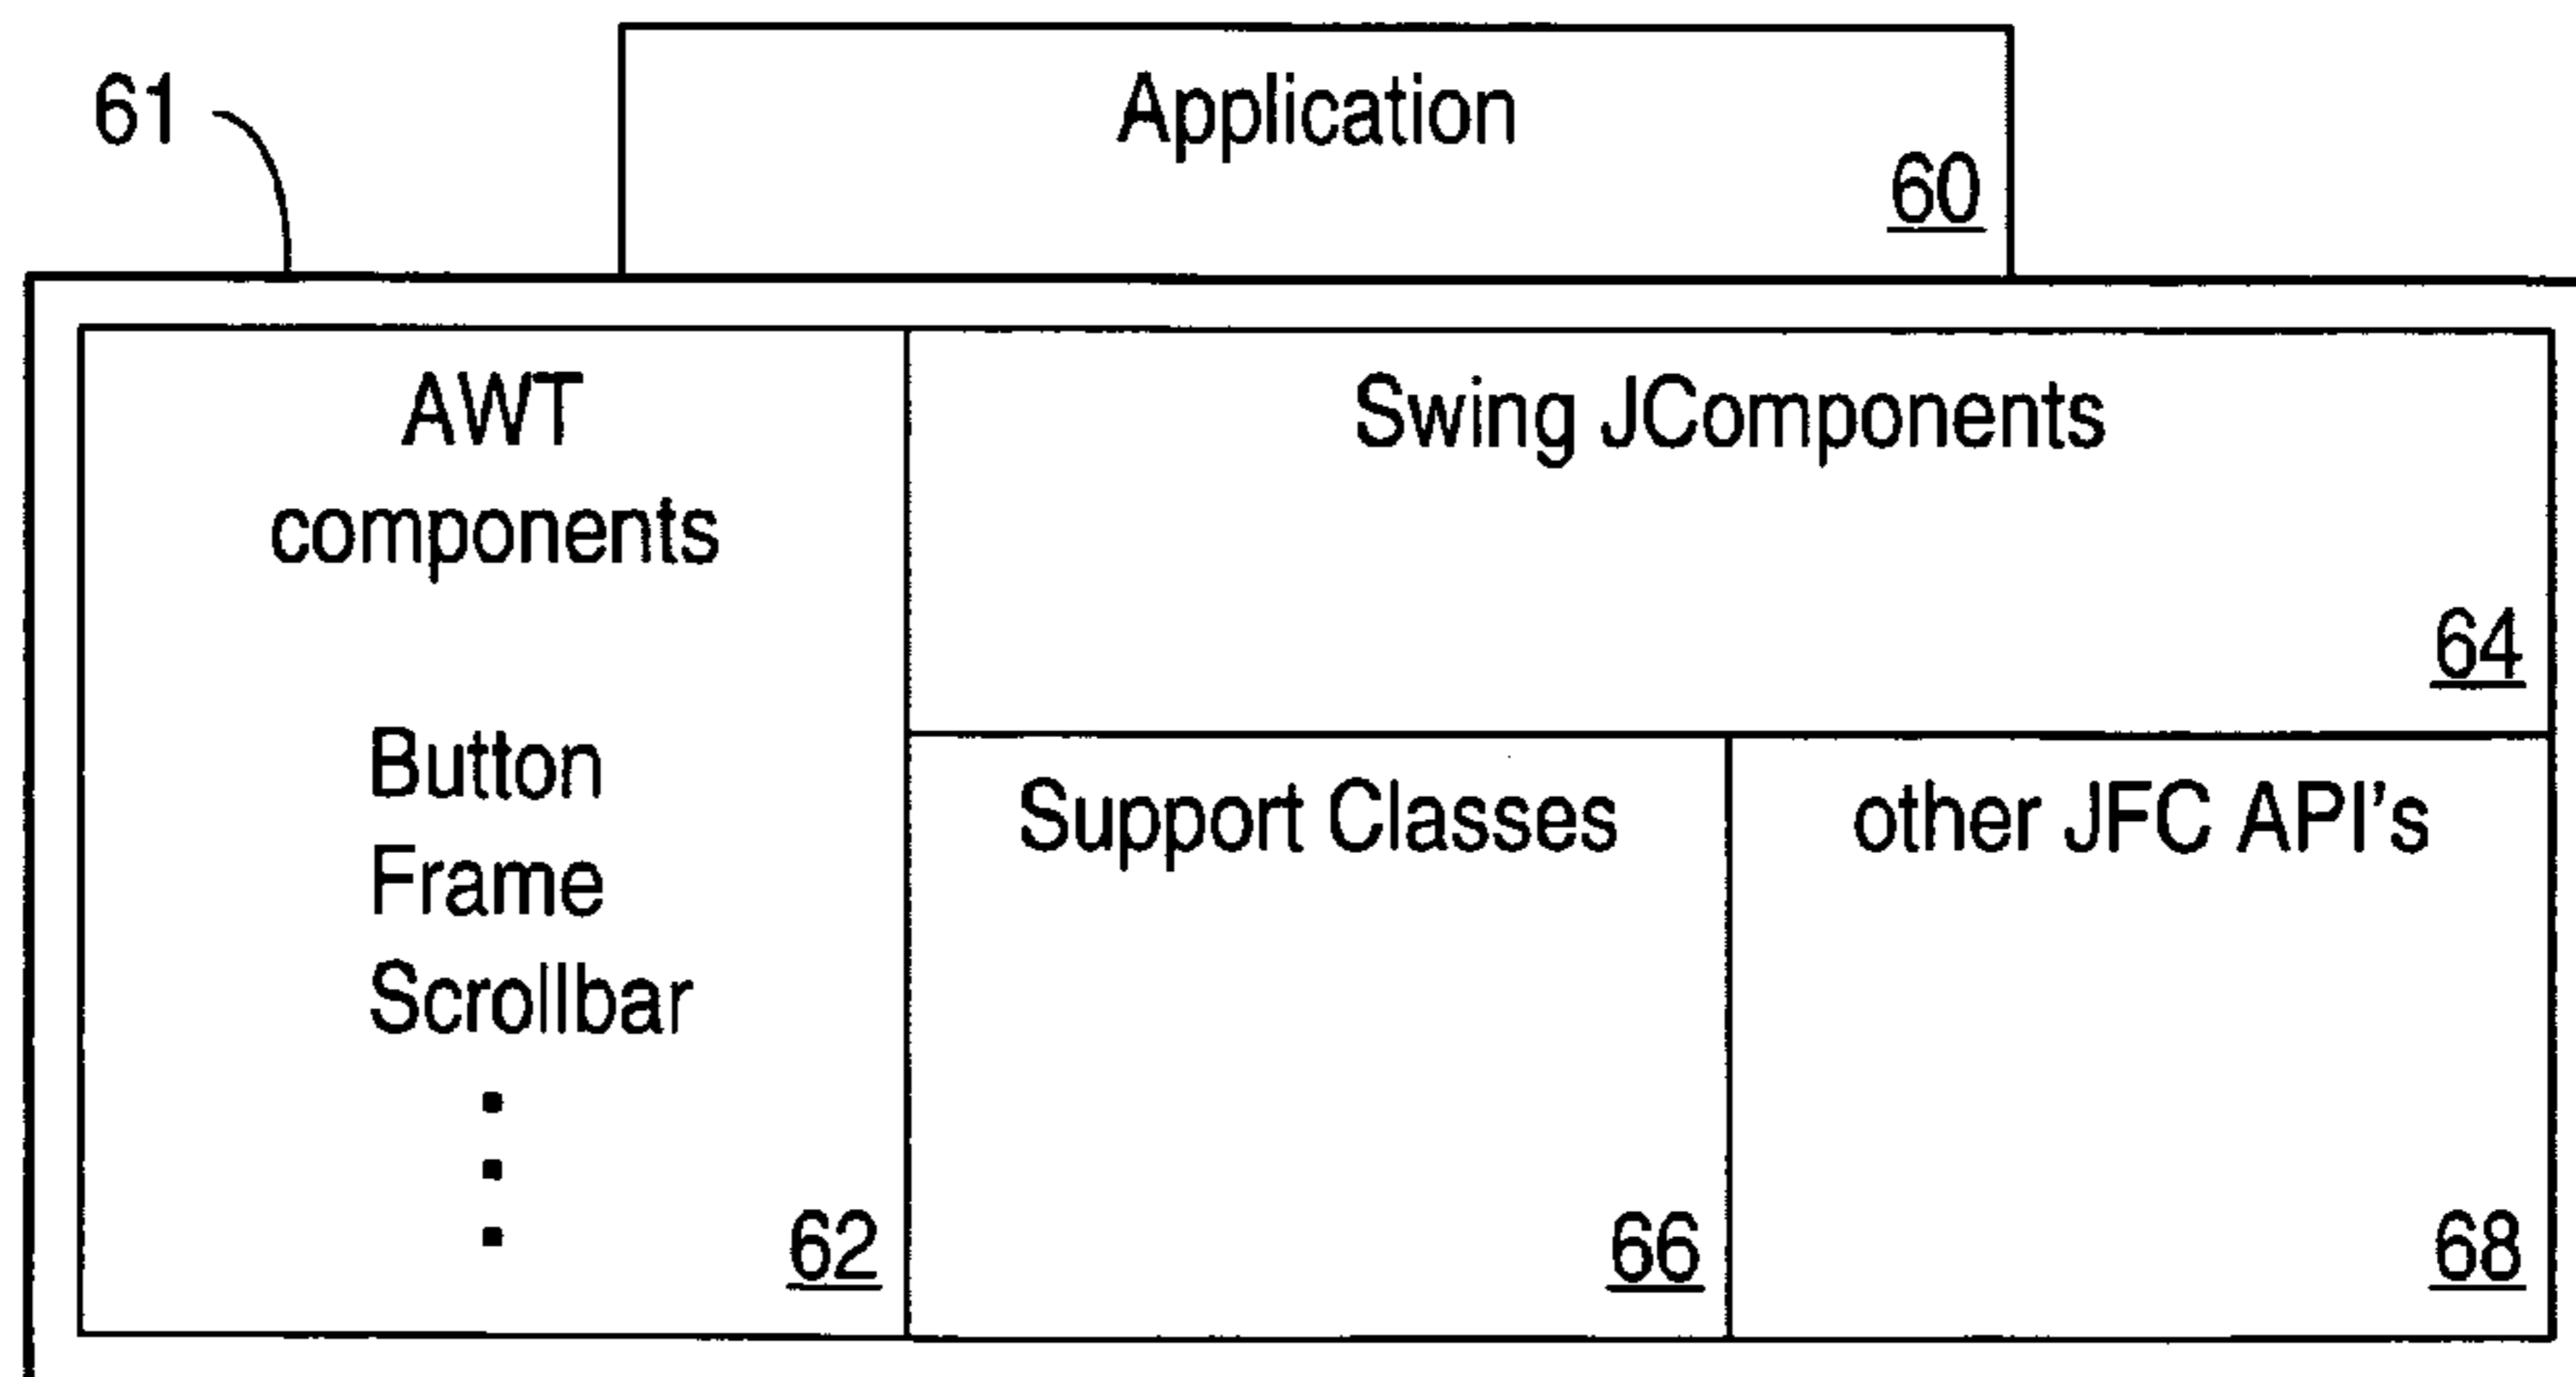 61
Application
60
AWT
components
Button
Frame
Scrollbar
62
Swing JComponents
64
Support Classes
66
other JFC API's
68